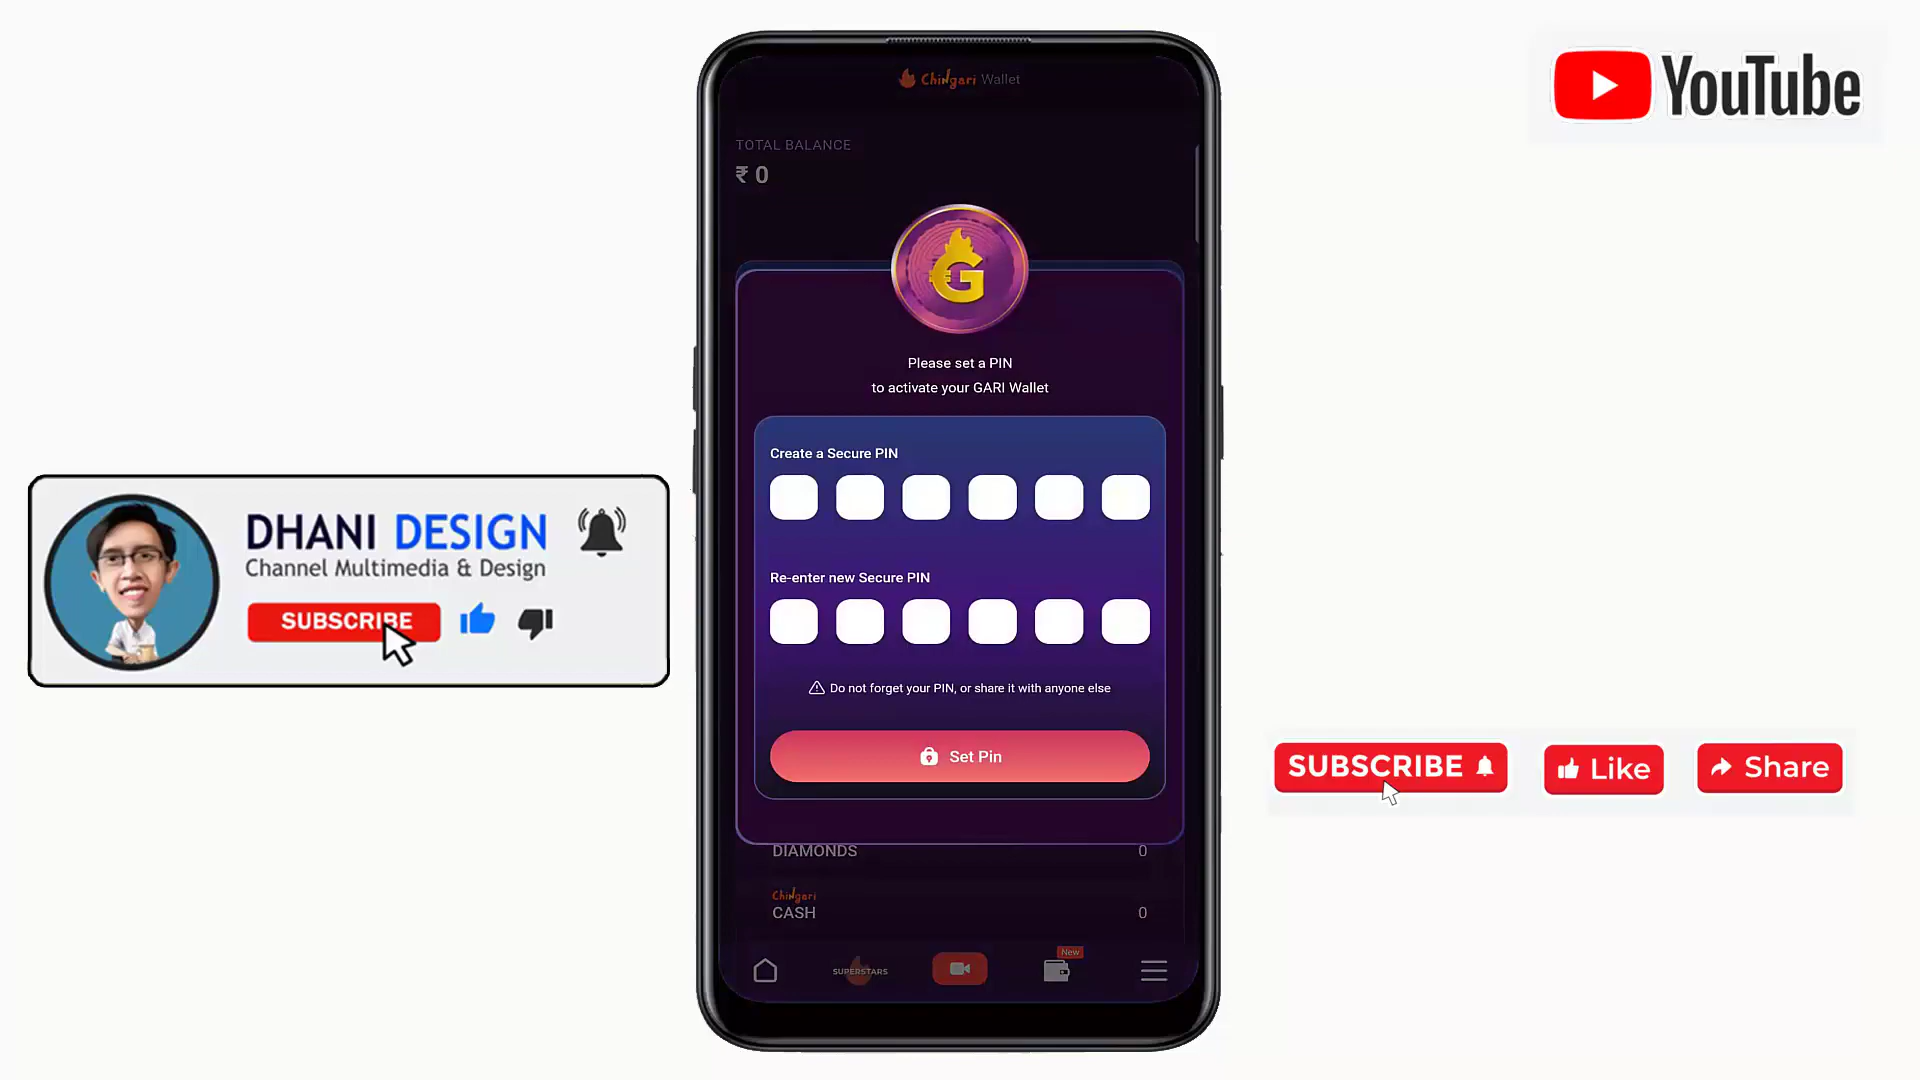 Chingari Wallet
YouTube
TOTAL BALANCE
₹ 0
G
Please set a PIN
to activate your GARI Wallet
Create a Secure PIN
DHANI DESIGN
Channel Multimedia & Design
SUBSCRIBE
Re-enter new Secure PIN
Do not forget your PIN, or share it with anyone else
Set Pin
SUBSCRIBE
Like
Share
DIAMONDS 0
Chingari
CASH 0
SUPERSTARS
New